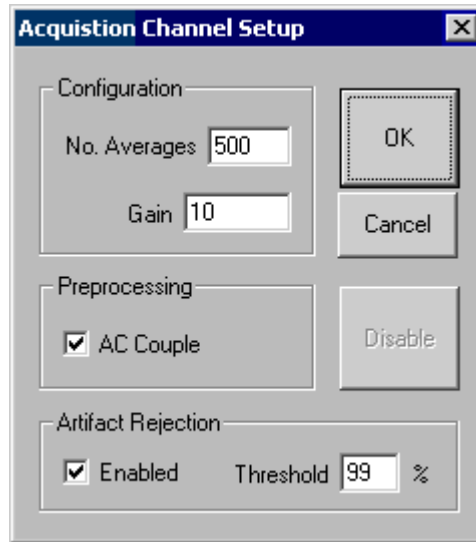 Acquistion Channel Setup
Configuration
No. Averages 500
OK
Gain 10
Cancel
Preprocessing
AC Couple
Disable
Artifact Rejection
Enabled Threshold 99 %